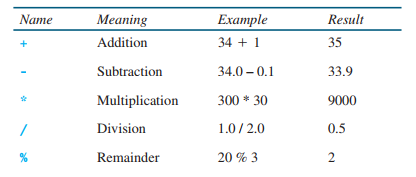 Name Meaning Example Result
+ Addition 34 + 1 35
- Subtraction 34.0 – 0.1 33.9
* Multiplication 300 * 30 9000
/ Division 1.0 / 2.0 0.5
% Remainder 20 % 3 2